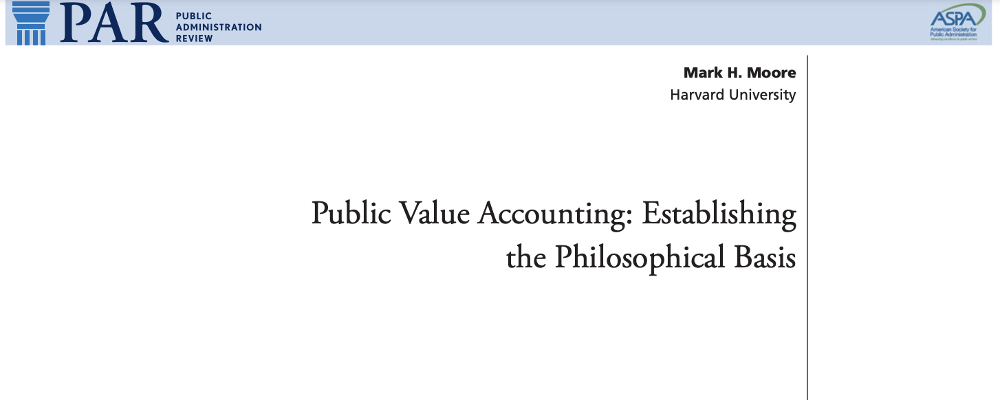 PAR
PUBLIC
ADMINISTRATION
REVIEW
ASPA
American Society for
Public Administration
Mark H. Moore
Harvard University
Public Value Accounting: Establishing
the Philosophical Basis